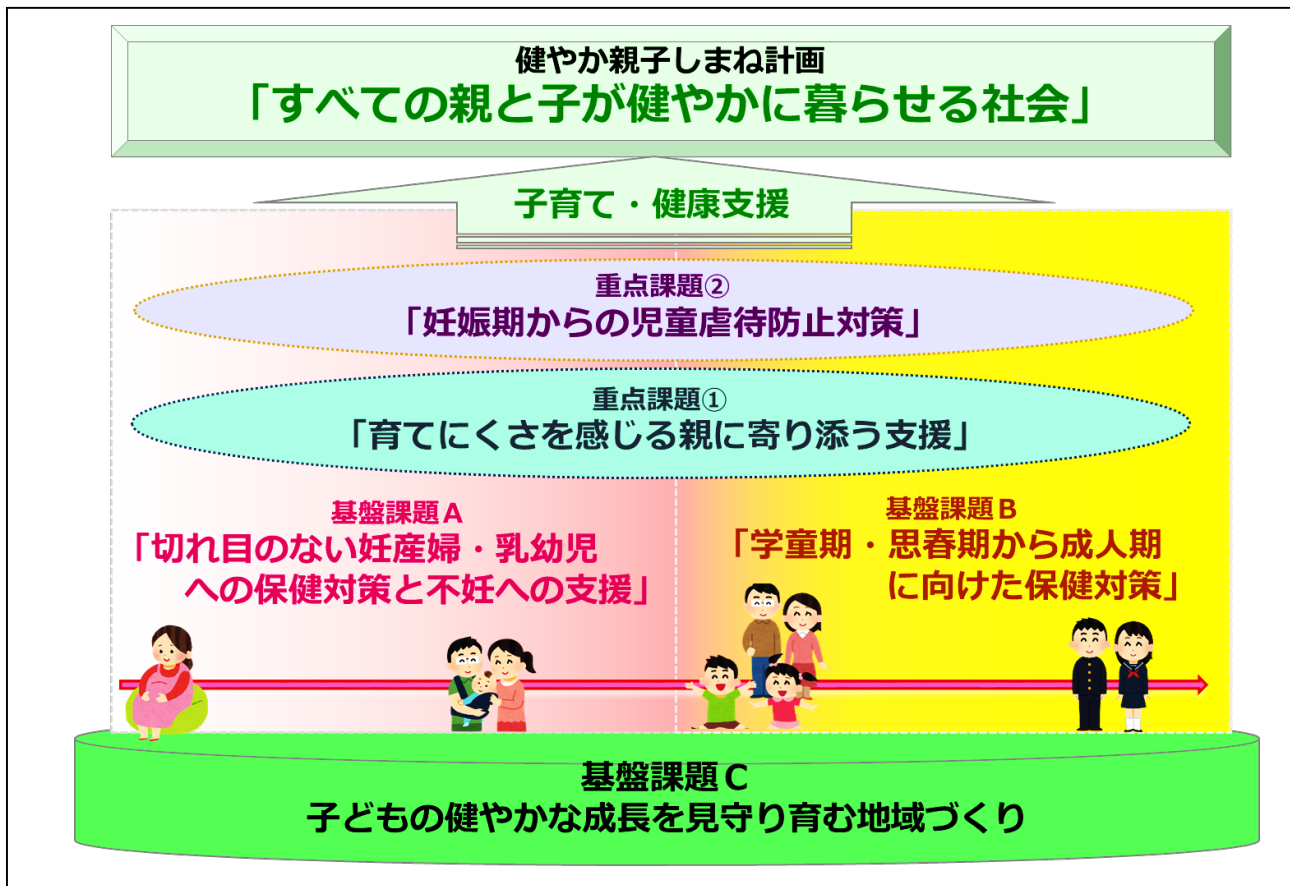 健やか親子しまね計画
「すべての親と子が健やかに暮らせる社会」
子育て・健康支援
重点課題②
「妊娠期からの児童虐待防止対策」
重点課題①
「育てにくさを感じる親に寄り添う支援」
基盤課題A
「切れ目のない妊産婦・乳幼児
への保健対策と不妊への支援」
基盤課題B
「学童期・思春期から成人期
に向けた保健対策」
基盤課題C
子どもの健やかな成長を見守り育む地域づくり